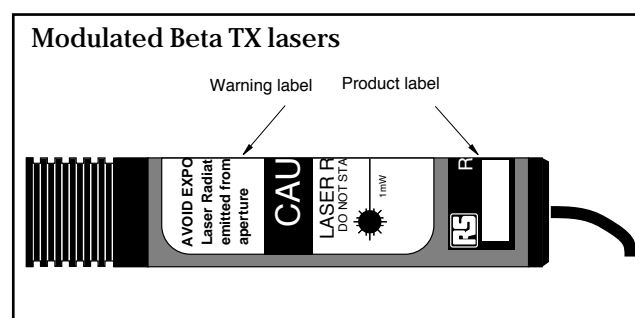 Modulated Beta TX lasers
Warning label
Product label
AVOID EXPO
Laser Radiat
emitted from
aperture
CAU
LASER R
DO NOT STA
1mW
RS
R